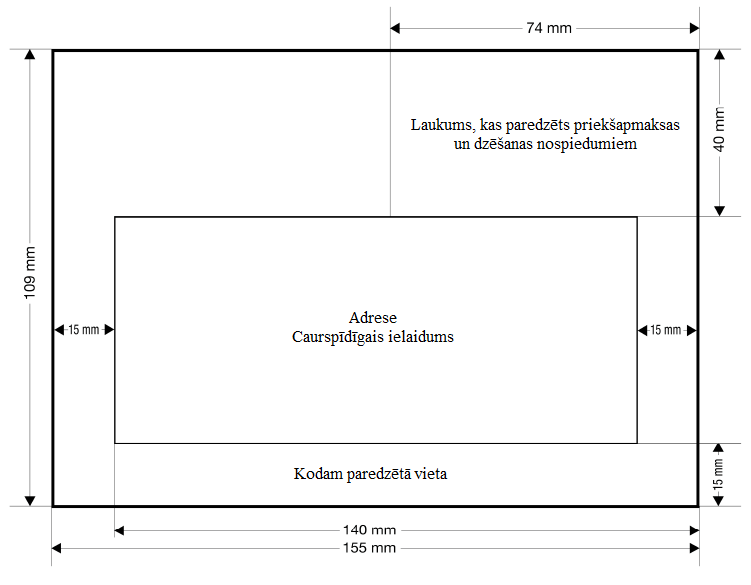 74 mm
Laukums, kas paredzēts priekšapmaksas
un dzēšanas nospiedumiem
40 mm
109 mm
Adrese
Caurspīdīgais ielaidums
15 mm
15 mm
Kodam paredzētā vieta
15 mm
140 mm
155 mm